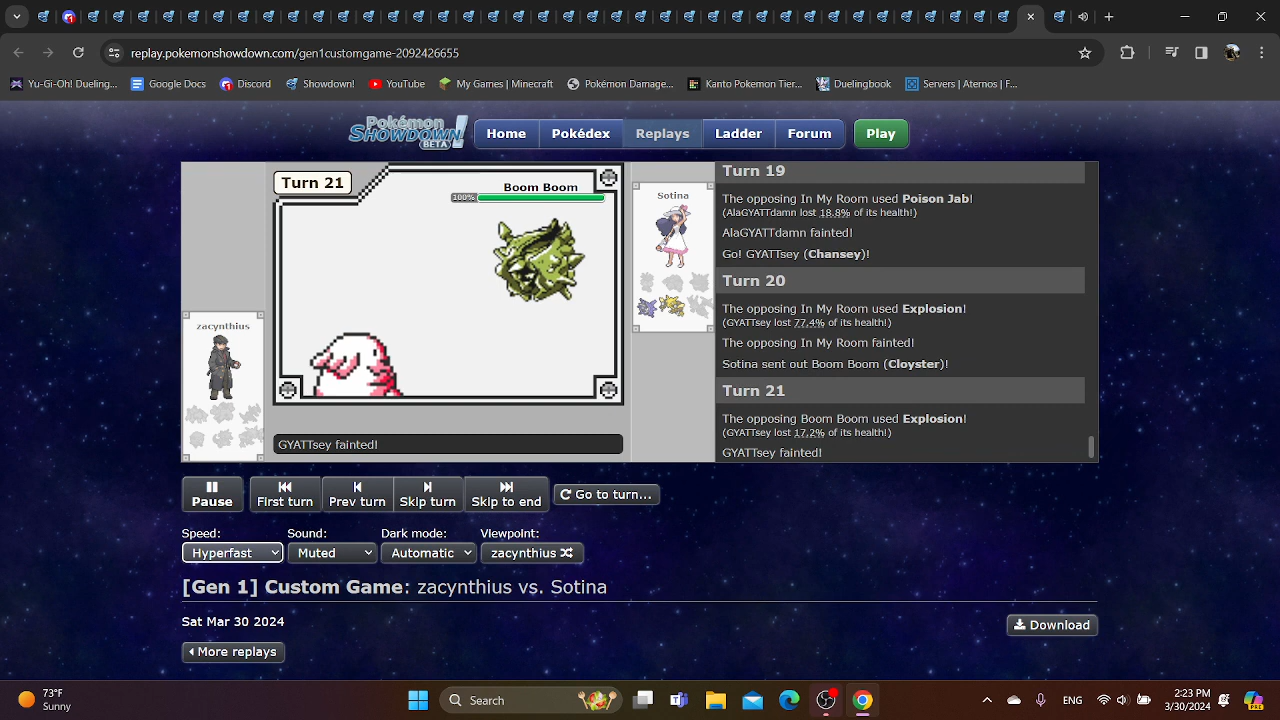 replay.pokemonshowdown.com/gen1customgame-2092426655
Yu-Gi-Oh! Dueling...
Google Docs
Discord
Showdown!
YouTube
My Games | Minecraft
Pokémon Damage...
Kanto Pokemon Tier...
Duelingbook
Servers | Aternos | F...
Pokémon
SHOWDOWN!
BETA
Home
Pokédex
Replays
Ladder
Forum
Play
Turn 21
Boom Boom
100%
zacynthius
GYATTsey fainted!
Sotina
Turn 19
The opposing In My Room used Poison Jab!
(AlaGYATTdamn lost 18.8% of its health!)
AlaGYATTdamn fainted!
Go! GYATTsey (Chansey)!
Turn 20
The opposing In My Room used Explosion!
(GYATTsey lost 77.4% of its health!)
The opposing In My Room fainted!
Sotina sent out Boom Boom (Cloyster)!
Turn 21
The opposing Boom Boom used Explosion!
(GYATTsey lost 17.2% of its health!)
GYATTsey fainted!
Pause
First turn
Prev turn
Skip turn
Skip to end
Go to turn...
Speed:
Sound:
Dark mode:
Viewpoint:
Hyperfast
Muted
Automatic
zacynthius
[Gen 1] Custom Game: zacynthius vs. Sotina
Sat Mar 30 2024
Download
More replays
73°F
Sunny
Search
ENG
2:23 PM
3/30/2024
PRE